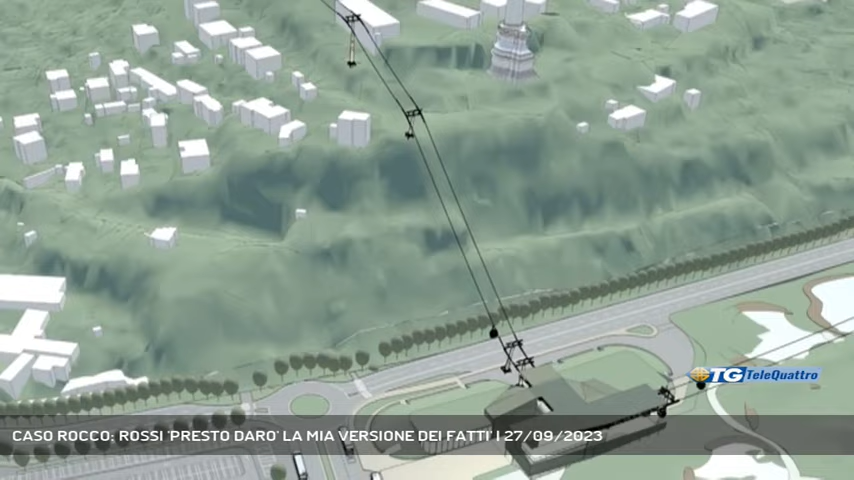 TG TeleQuattro
CASO ROCCO: ROSSI 'PRESTO DARO' LA MIA VERSIONE DEI FATTI' | 27/09/2023